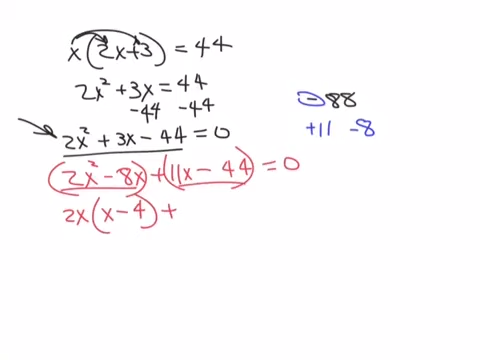 x(2x+3) = 44
2x² + 3x = 44
-44 -44
2x² + 3x - 44 = 0
-88
+11 -8
(2x² - 8x) + (11x - 44) = 0
2x(x - 4) +